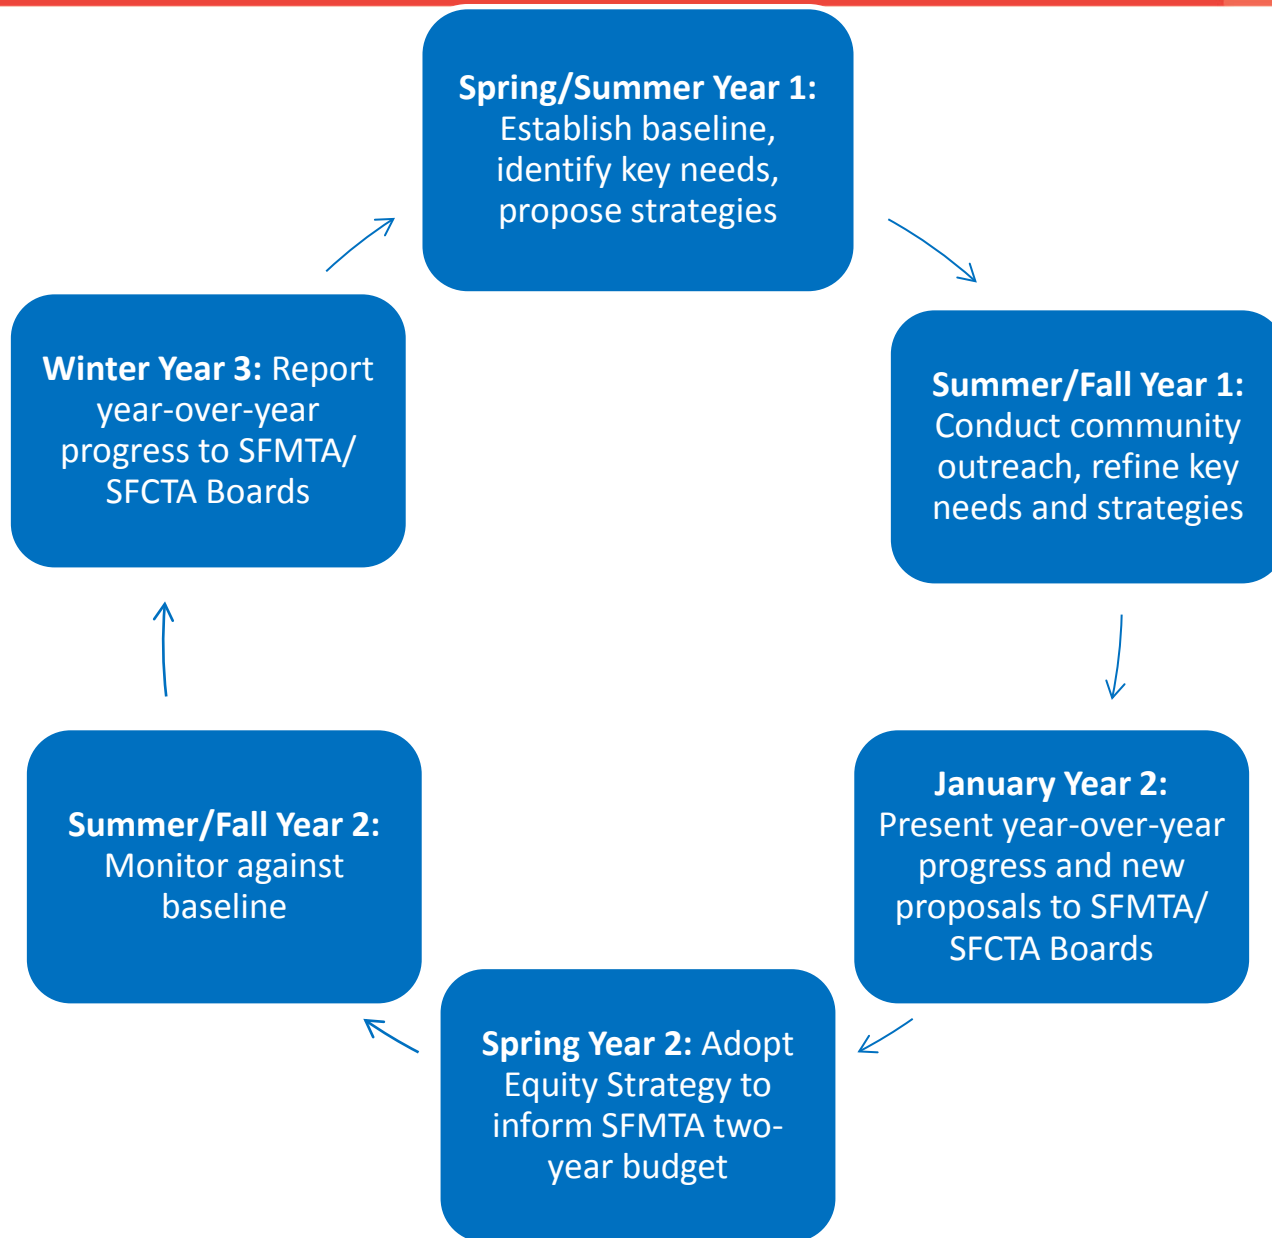 Spring/Summer Year 1:
Establish baseline,
identify key needs,
propose strategies
Summer/Fall Year 1:
Conduct community
outreach, refine key
needs and strategies
January Year 2:
Present year-over-year
progress and new
proposals to SFMTA/
SFCTA Boards
Spring Year 2: Adopt
Equity Strategy to
inform SFMTA two-
year budget
Summer/Fall Year 2:
Monitor against
baseline
Winter Year 3: Report
year-over-year
progress to SFMTA/
SFCTA Boards